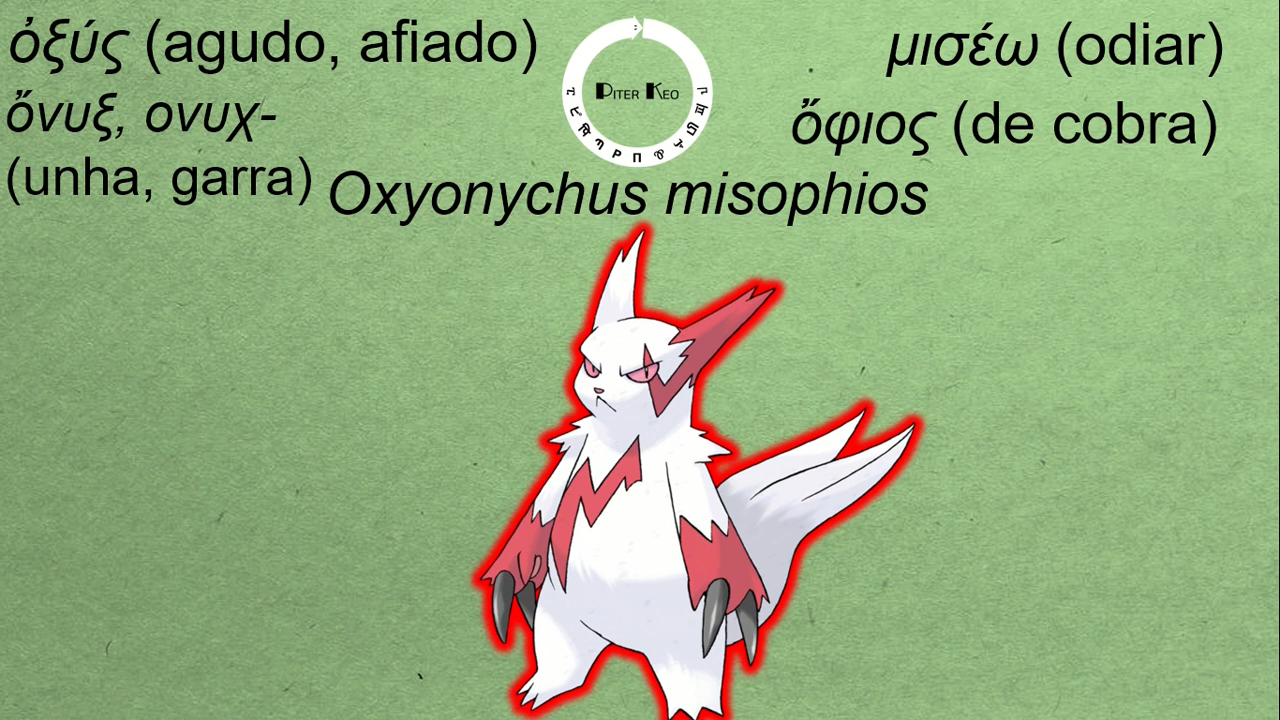 ὀξύς (agudo, afiado)
ὄνυξ, ονυχ-
(unha, garra)
PITER KEO
μισέω (odiar)
ὄφιος (de cobra)
Oxyonychus misophios